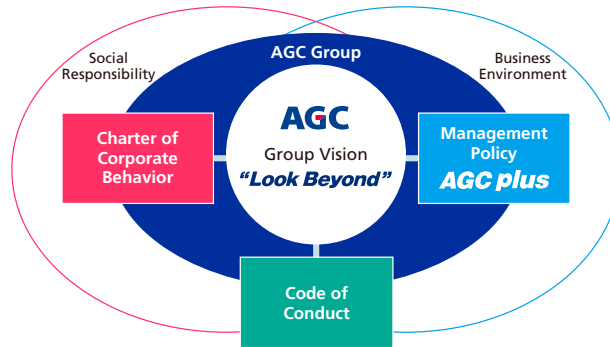 Social
Responsibility
AGC Group
Business
Environment
AGC
Group Vision
“Look Beyond”
Charter of
Corporate
Behavior
Management
Policy
AGC plus
Code of
Conduct